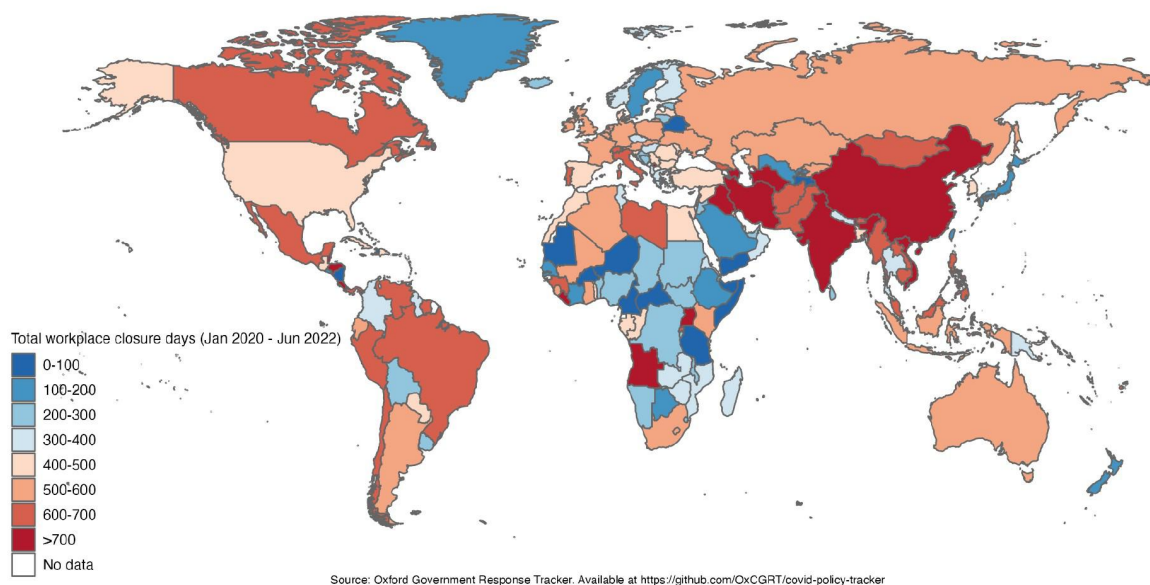 Total workplace closure days (Jan 2020 - Jun 2022)
0-100
100-200
200-300
300-400
400-500
500-600
600-700
>700
No data
Source: Oxford Government Response Tracker. Available at https://github.com/OxCGRT/covid-policy-tracker